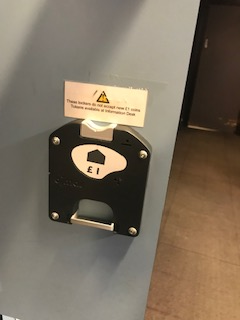 These lockers do not accept new £1 coins
Tokens available at Information Desk
£1